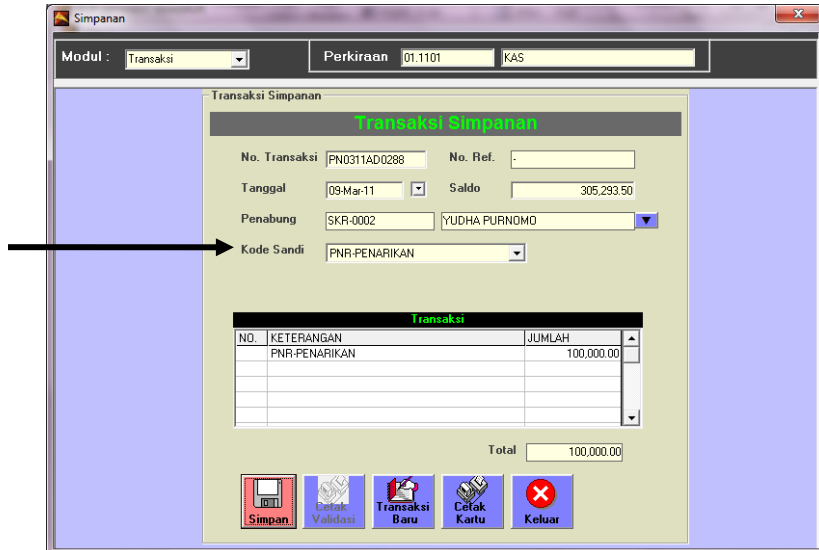 Simpanan
Modul : Transaksi Perkiraan 01.1101 KAS
Transaksi Simpanan
Transaksi Simpanan
No. Transaksi PN0311AD0288 No. Ref. -
Tanggal 09-Mar-11 Saldo 305,293.50
Penabung SKR-0002 YUDHA PURNOMO
Kode Sandi PNR-PENARIKAN
Transaksi
NO. KETERANGAN JUMLAH
PNR-PENARIKAN 100,000.00
Total 100,000.00
Simpan Cetak Validasi Transaksi Baru Cetak Kartu Keluar